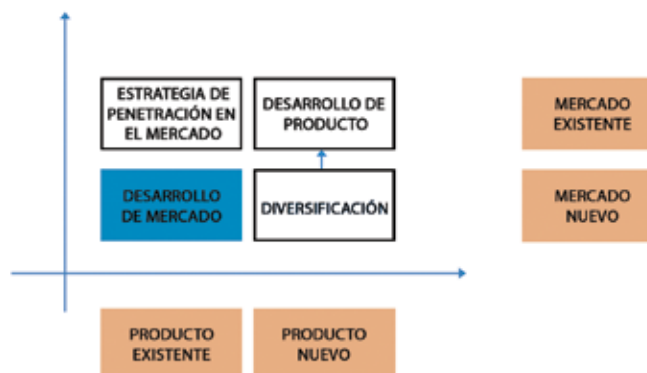 ESTRATEGIA DE
PENETRACIÓN EN
EL MERCADO
DESARROLLO DE
PRODUCTO
MERCADO
EXISTENTE
DESARROLLO
DE MERCADO
DIVERSIFICACIÓN
MERCADO
NUEVO
PRODUCTO
EXISTENTE
PRODUCTO
NUEVO